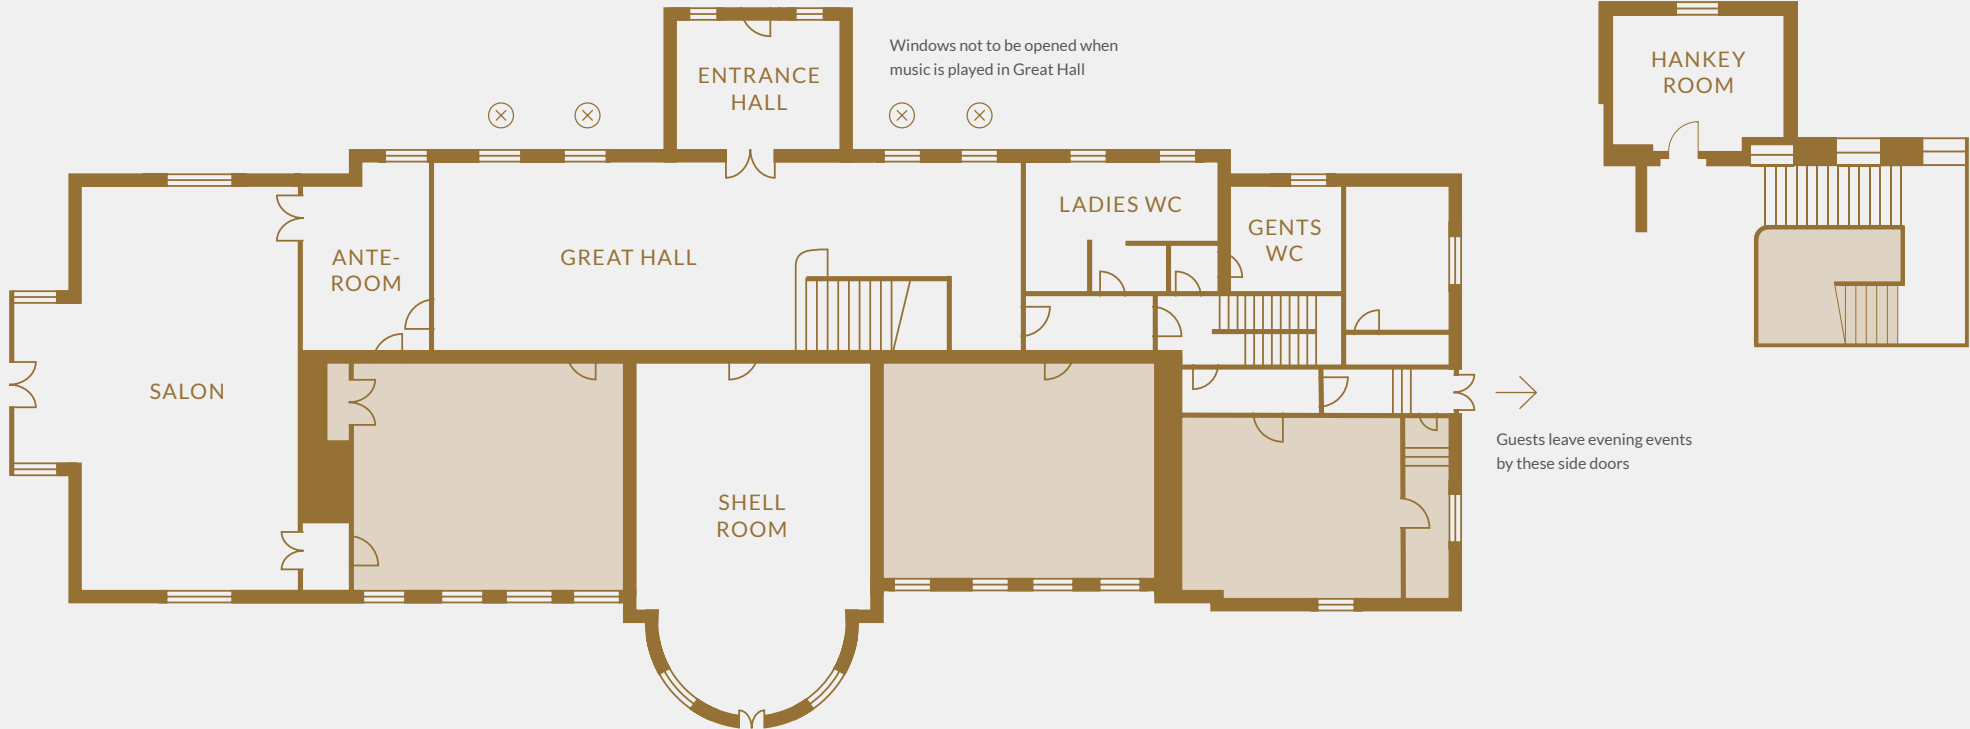 ENTRANCE
HALL
Windows not to be opened when
music is played in Great Hall
HANKEY
ROOM
LADIES WC
GENTS
WC
ANTE-
ROOM
GREAT HALL
SALON
SHELL
ROOM
Guests leave evening events
by these side doors